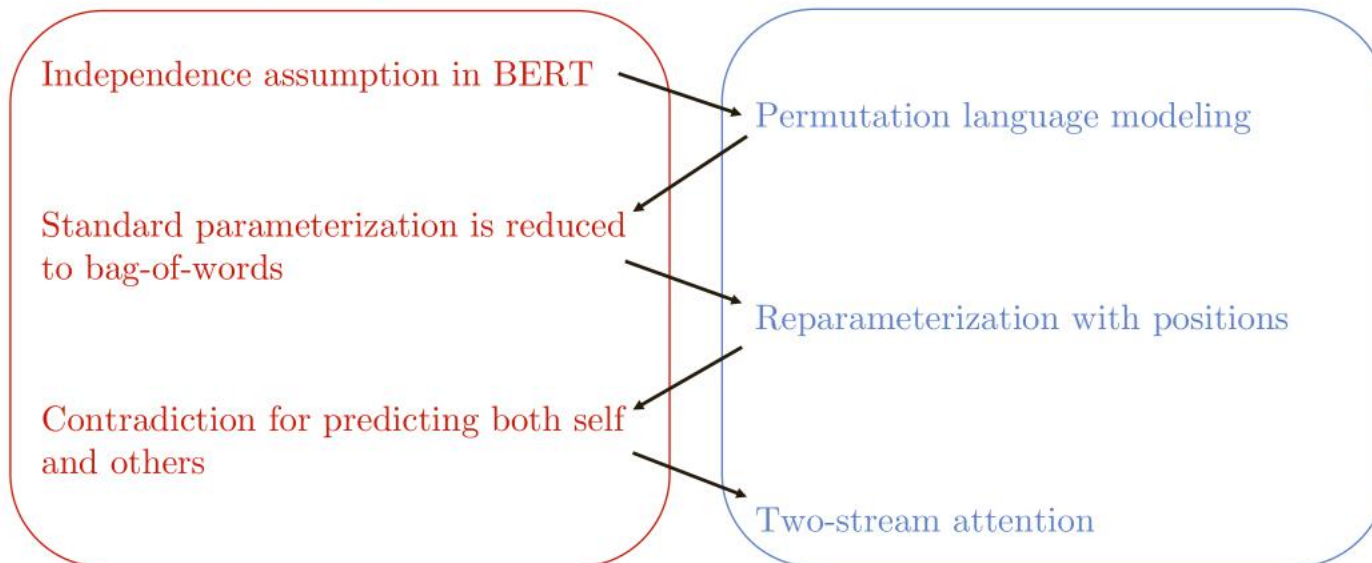 Independence assumption in BERT
Permutation language modeling
Standard parameterization is reduced
to bag-of-words
Reparameterization with positions
Contradiction for predicting both self
and others
Two-stream attention